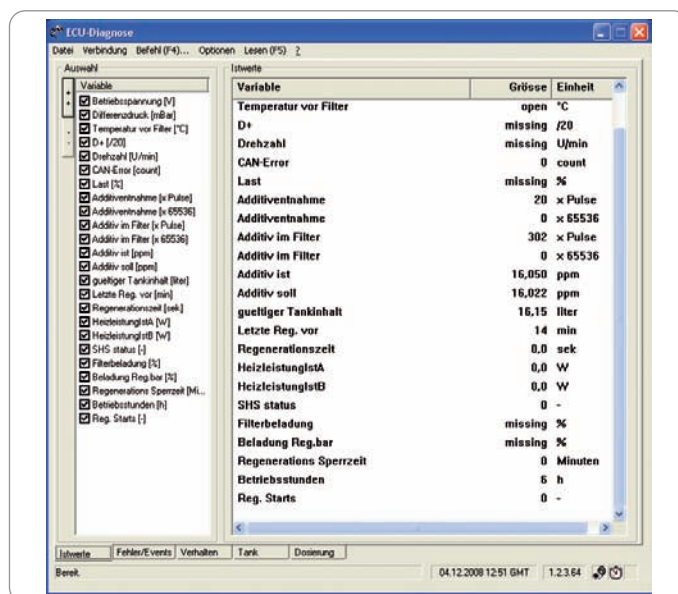 ECU-Diagnose
Datei Verbindung Befehl (F4)... Optionen Lesen (F5) ?
Auswahl
Variable
Betriebsspannung [V]
Differenzdruck [mBar]
Temperatur vor Filter [°C]
D+ [/20]
Drehzahl [U/min]
CAN-Error [count]
Last [%]
Additiventnahme [x Pulse]
Additiventnahme [x 65536]
Additiv im Filter [x Pulse]
Additiv im Filter [x 65536]
Additiv ist [ppm]
Additiv soll [ppm]
gueltiger Tankinhalt [liter]
Letzte Reg. vor [min]
Regenerationszeit [sek]
HeizleistungIstA [W]
HeizleistungIstB [W]
SHS status [-]
Filterbeladung [%]
Beladung Reg.bar [%]
Regenerations Sperrzeit [Mi...
Betriebsstunden [h]
Reg. Starts [-]
Istwerte
Variable Grösse Einheit
Temperatur vor Filter open °C
D+ missing /20
Drehzahl missing U/min
CAN-Error 0 count
Last missing %
Additiventnahme 20 x Pulse
Additiventnahme 0 x 65536
Additiv im Filter 302 x Pulse
Additiv im Filter 0 x 65536
Additiv ist 16,050 ppm
Additiv soll 16,022 ppm
gueltiger Tankinhalt 16,15 liter
Letzte Reg. vor 14 min
Regenerationszeit 0,0 sek
HeizleistungIstA 0,0 W
HeizleistungIstB 0,0 W
SHS status 0 -
Filterbeladung missing %
Beladung Reg.bar missing %
Regenerations Sperrzeit 0 Minuten
Betriebsstunden 6 h
Reg. Starts 0 -
Istwerte Fehler/Events Verhalten Tank Dosierung
Bereit. 04.12.2008 12:51 GMT 1.2.3.64